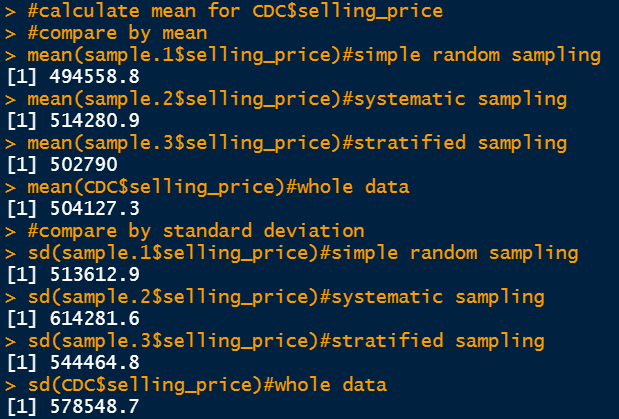 > #calculate mean for CDC$selling_price
> #compare by mean
> mean(sample.1$selling_price)#simple random sampling
[1] 494558.8
> mean(sample.2$selling_price)#systematic sampling
[1] 514280.9
> mean(sample.3$selling_price)#stratified sampling
[1] 502790
> mean(CDC$selling_price)#whole data
[1] 504127.3
> #compare by standard deviation
> sd(sample.1$selling_price)#simple random sampling
[1] 513612.9
> sd(sample.2$selling_price)#systematic sampling
[1] 614281.6
> sd(sample.3$selling_price)#stratified sampling
[1] 544464.8
> sd(CDC$selling_price)#whole data
[1] 578548.7